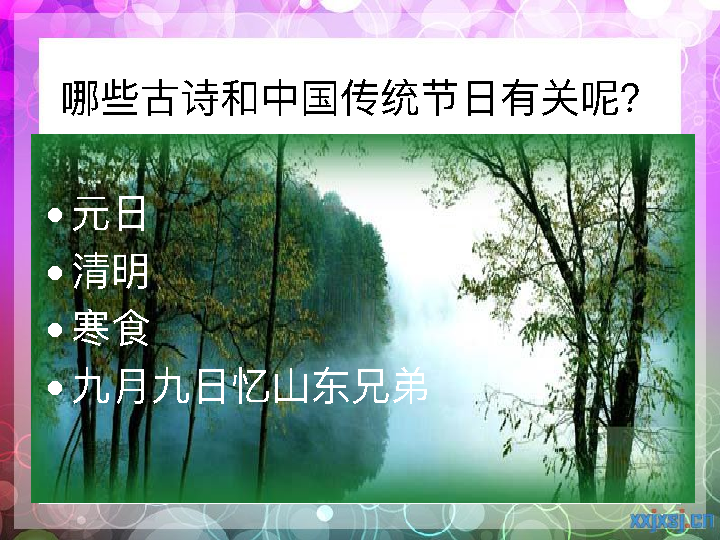 哪些古诗和中国传统节日有关呢?
• 元日
• 清明
• 寒食
• 九月九日忆山东兄弟
xxjxsj.cn